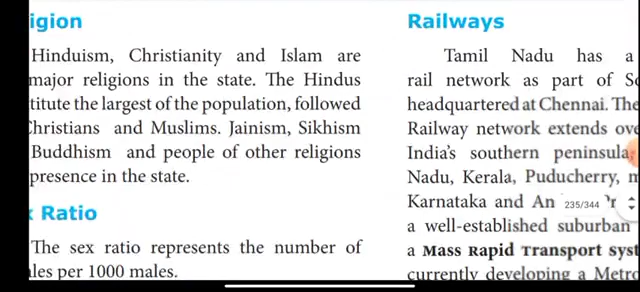 igion
Hinduism, Christianity and Islam are
major religions in the state. The Hindus
titute the largest of the population, followed
Christians and Muslims. Jainism, Sikhism
Buddhism and people of other religions
presence in the state.
Ratio
The sex ratio represents the number of
ales per 1000 males.
Railways
Tamil Nadu has a
rail network as part of
headquartered at Chennai. The
Railway network extends
India's southern peninsula,
Nadu, Kerala, Puducherry,
Karnataka and An
235/344
a well-established suburban
a Mass Rapid Transport syst
currently developing a Metro